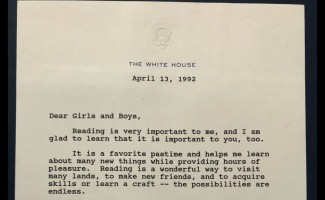 THE WHITE HOUSE
April 13, 1992
Dear Girls and Boys,
Reading is very important to me, and I am
glad to learn that it is important to you, too.
It is a favorite pastime and helps me learn
about many new things while providing hours of
pleasure. Reading is a wonderful way to visit
many lands, to make new friends, and to acquire
skills or learn a craft -- the possibilities are
endless.